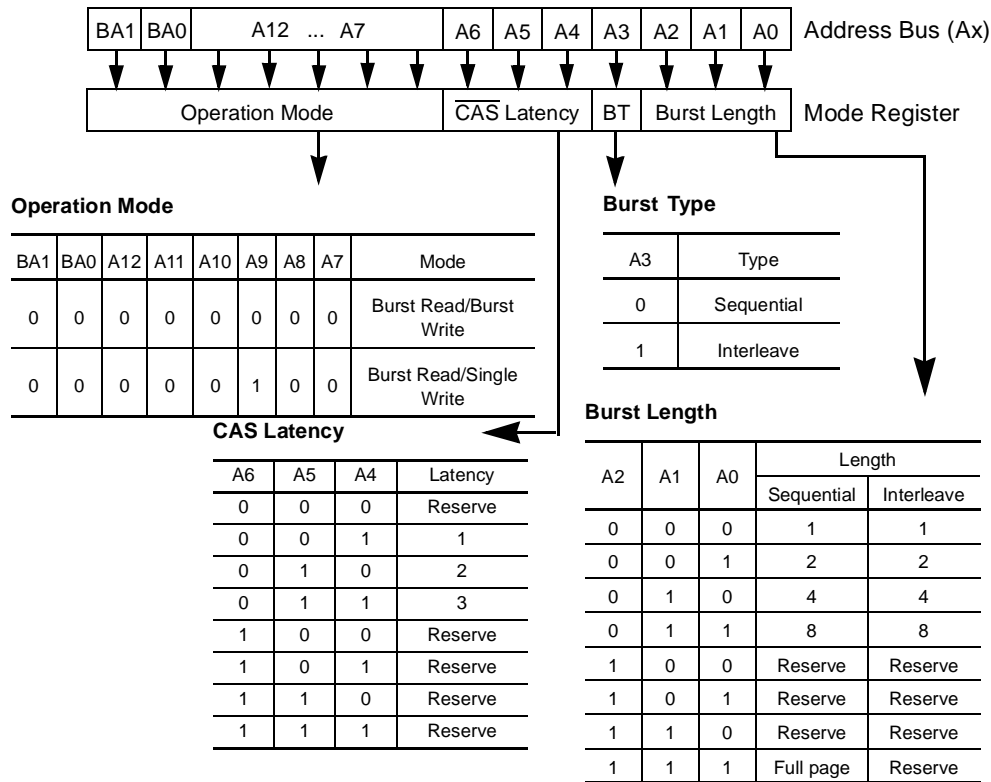 BA1 BA0 A12 ... A7 A6 A5 A4 A3 A2 A1 A0 Address Bus (Ax)
Operation Mode CAS Latency BT Burst Length Mode Register
Operation Mode
BA1 BA0 A12 A11 A10 A9 A8 A7 Mode
0 0 0 0 0 0 0 0 Burst Read/Burst
Write
0 0 0 0 0 1 0 0 Burst Read/Single
Write
Burst Type
A3 Type
0 Sequential
1 Interleave
CAS Latency
A6 A5 A4 Latency
0 0 0 Reserve
0 0 1 1
0 1 0 2
0 1 1 3
1 0 0 Reserve
1 0 1 Reserve
1 1 0 Reserve
1 1 1 Reserve
Burst Length
A2 A1 A0 Length
Sequential Interleave
0 0 0 1 1
0 0 1 2 2
0 1 0 4 4
0 1 1 8 8
1 0 0 Reserve Reserve
1 0 1 Reserve Reserve
1 1 0 Reserve Reserve
1 1 1 Full page Reserve